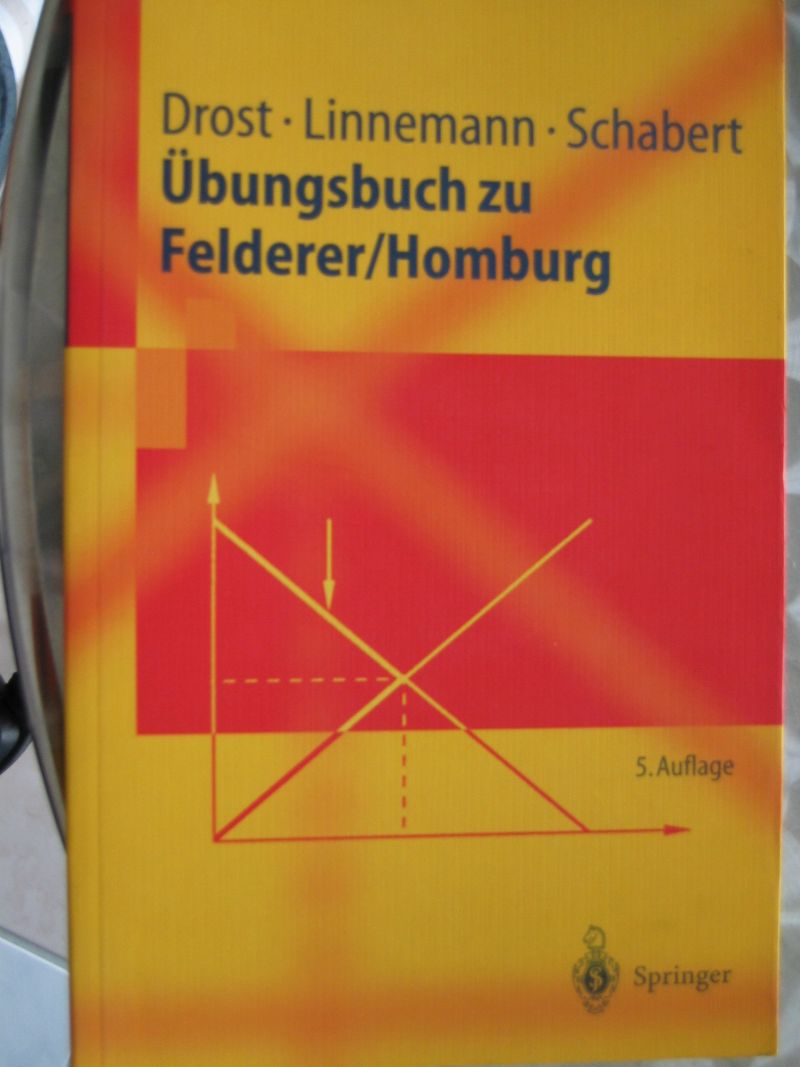 Drost · Linnemann · Schabert
Übungsbuch zu
Felderer/Homburg
5. Auflage
Springer